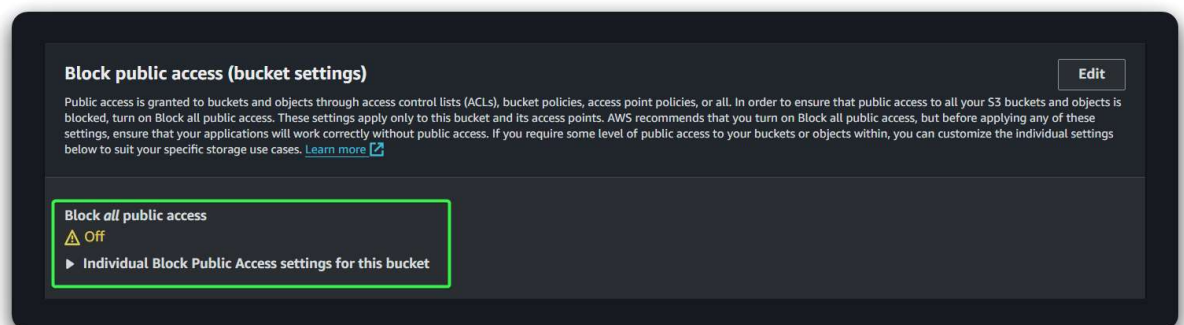 Block public access (bucket settings)
Edit
Public access is granted to buckets and objects through access control lists (ACLs), bucket policies, access point policies, or all. In order to ensure that public access to all your S3 buckets and objects is
blocked, turn on Block all public access. These settings apply only to this bucket and its access points. AWS recommends that you turn on Block all public access, but before applying any of these
settings, ensure that your applications will work correctly without public access. If you require some level of public access to your buckets or objects within, you can customize the individual settings
below to suit your specific storage use cases. Learn more
Block all public access
Off
Individual Block Public Access settings for this bucket